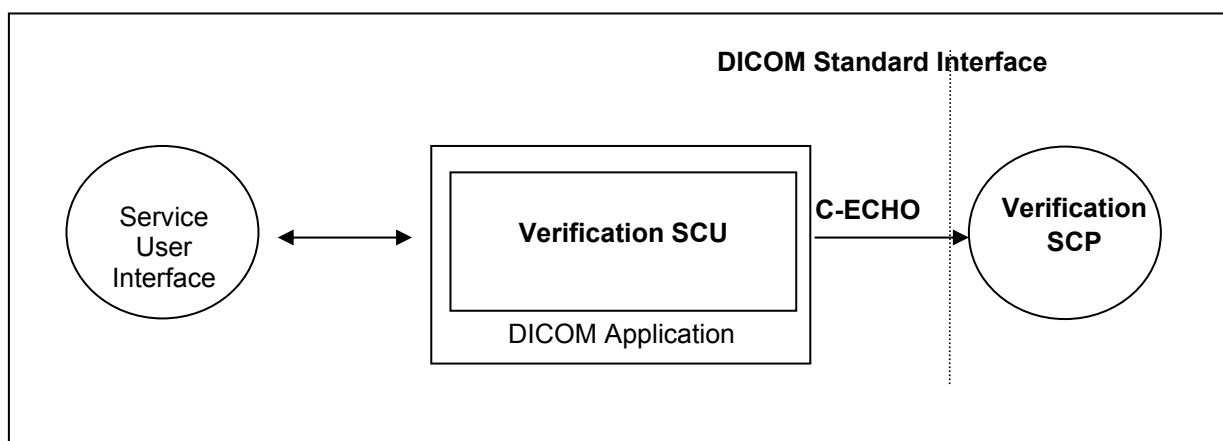 DICOM Standard Interface
Service
User
Interface
Verification SCU
DICOM Application
C-ECHO
Verification
SCP